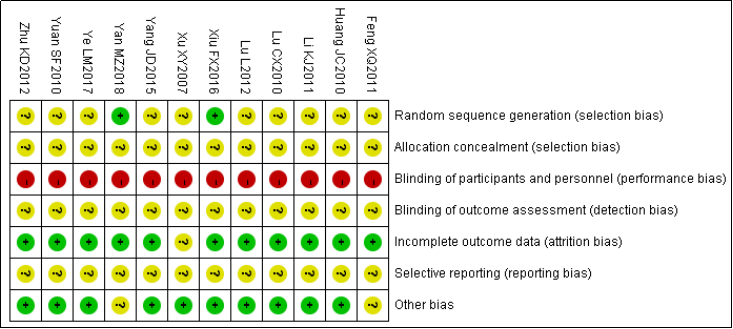 Zhu KD2012
Yuan SF2010
Ye LM2017
Yan MZ2018
Yang JD2015
Xu XY2007
Xiu FX2016
Lu L2012
Lu CX2010
Li KJ2011
Huang JC2010
Feng XQ2011
? ? ? + ? ? + ? ? ? ? ? Random sequence generation (selection bias)
? ? ? ? ? ? ? ? ? ? ? ? Allocation concealment (selection bias)
- - - - - - - - - - - - Blinding of participants and personnel (performance bias)
? ? ? ? ? ? ? ? ? ? ? ? Blinding of outcome assessment (detection bias)
+ + + + + ? + + + + + + Incomplete outcome data (attrition bias)
? ? ? ? ? ? ? ? ? ? ? ? Selective reporting (reporting bias)
+ + + ? + + + + + + + ? Other bias